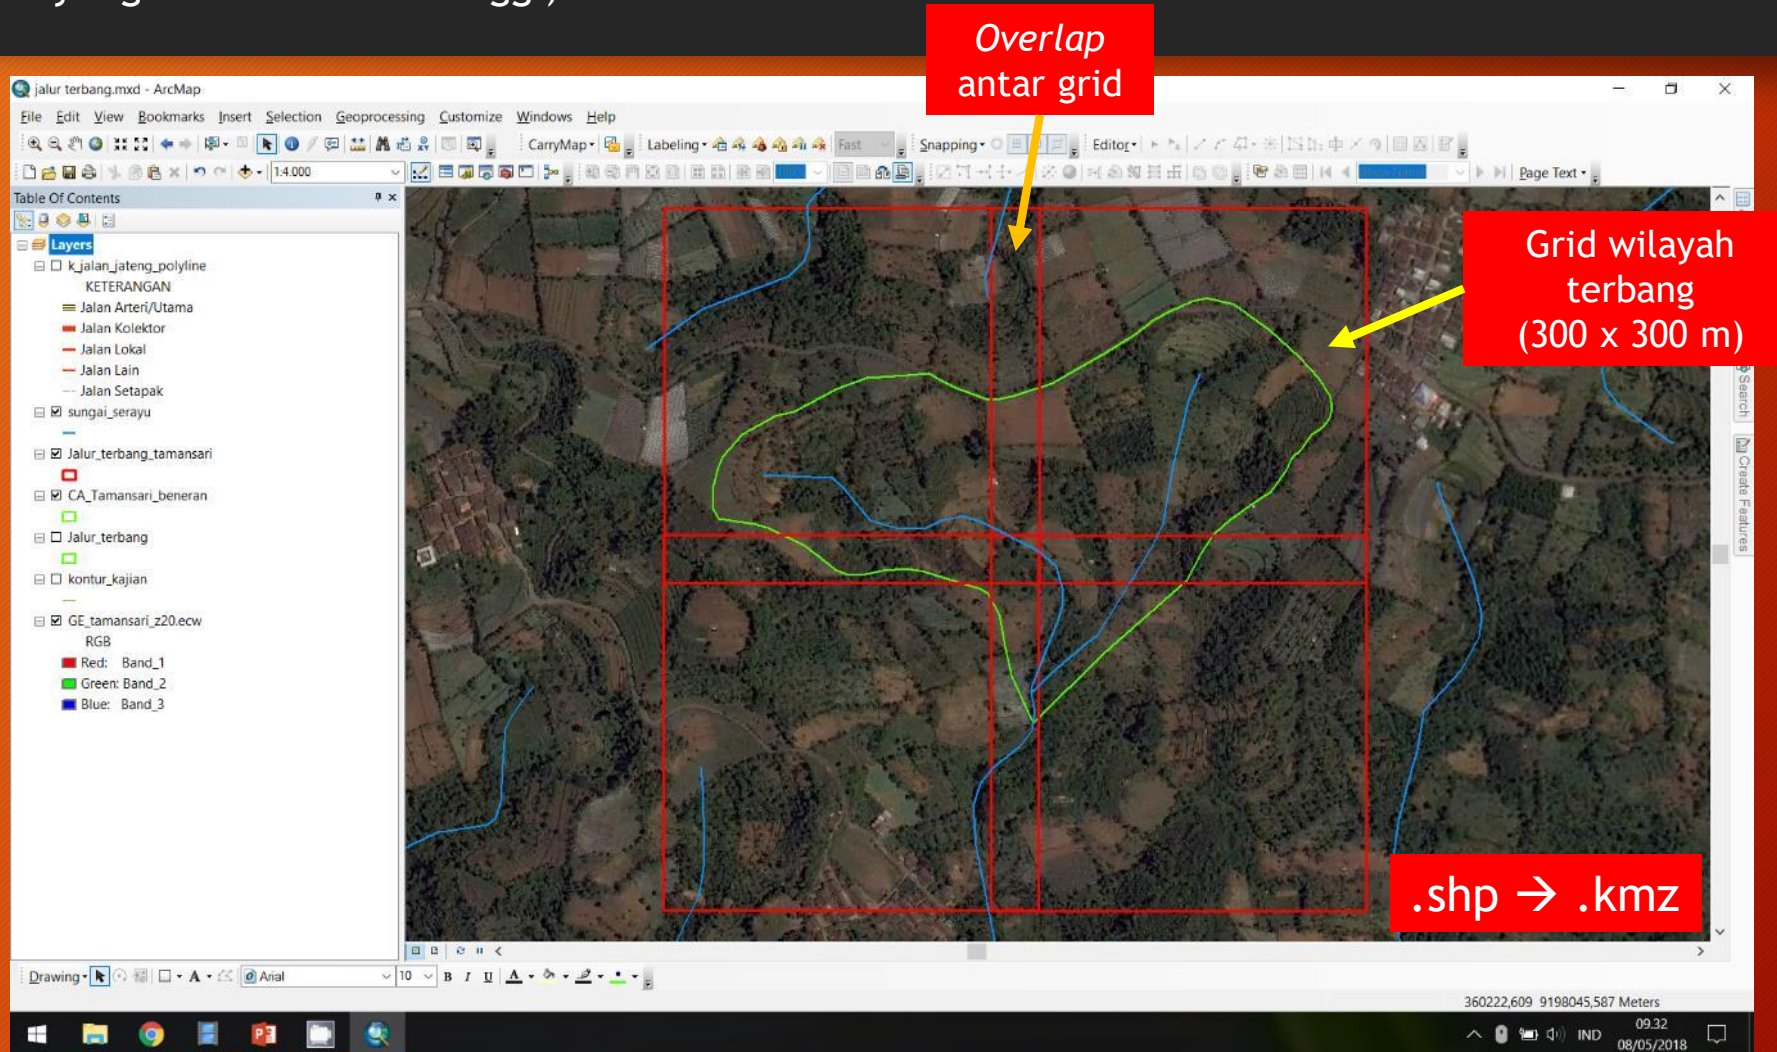 Overlap
antar grid
jalur terbang.mxd - ArcMap
File Edit View Bookmarks Insert Selection Geoprocessing Customize Windows Help
CarryMap Labeling Fast Snapping Editor
1:4.000 Page Text
Table Of Contents
Layers
k_jalan_jateng_polyline
KETERANGAN
Jalan Arteri/Utama
Jalan Kolektor
Jalan Lokal
Jalan Lain
Jalan Setapak
sungai_serayu
Jalur_terbang_tamansari
CA_Tamansari_beneran
Jalur_terbang
kontur_kajian
GE_tamansari_z20.ecw
RGB
Red: Band_1
Green: Band_2
Blue: Band_3
Grid wilayah
terbang
(300 x 300 m)
Search
Create Features
.shp → .kmz
Drawing A Arial 10 B I U A
360222,609 9198045,587 Meters
IND
09.32
08/05/2018